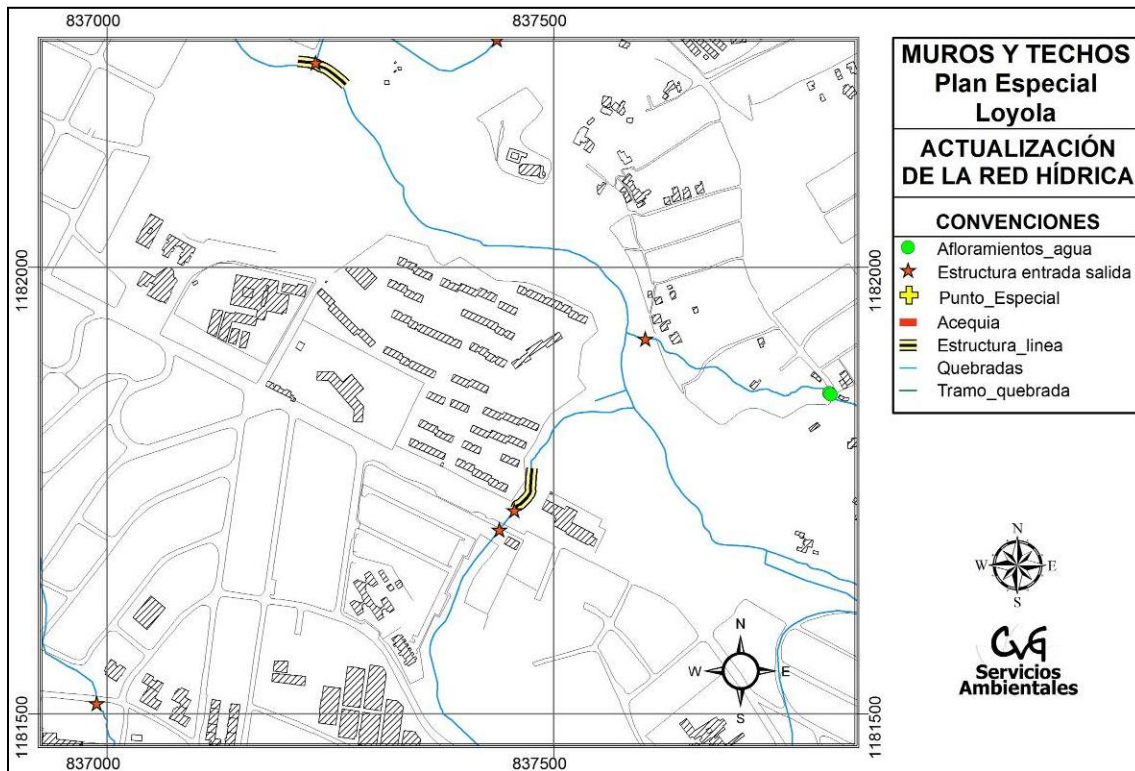 837000
837500
1182000
1182000
1181500
1181500
837000
837500
N
W
E
S
MUROS Y TECHOS
Plan Especial
Loyola
ACTUALIZACIÓN
DE LA RED HÍDRICA
CONVENCIONES
Afloramientos_agua
Estructura entrada salida
Punto_Especial
Acequia
Estructura_linea
Quebradas
Tramo_quebrada
N
W
E
S
CVG
Servicios
Ambientales